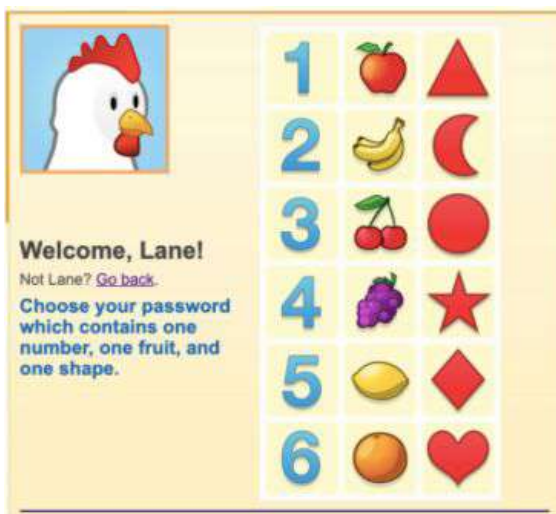 1
2
3
Welcome, Lane!
Not Lane? Go back.
Choose your password
which contains one
number, one fruit, and
one shape.
4
5
6